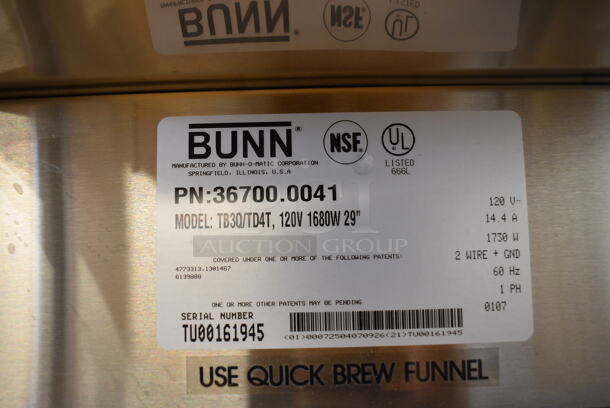 BUNN
NSF.
UL
LISTED
666L
MANUFACTURED BY BUNN-O-MATIC CORPORATION
SPRINGFIELD, ILLINOIS, U.S.A
PN:36700.0041
MODEL: TB3Q/TD4T, 120V 1680W 29"
120 V~
14.4 A
1730 W
2 WIRE + GND
60 Hz
1 PH
0107
AUCTION GROUP
COVERED UNDER ONE OR MORE OF THE FOLLOWING PATENTS:
4773313.1301467
6139888
ONE OR MORE OTHER PATENTS MAY BE PENDING
SERIAL NUMBER
TU00161945
(01)00072504070926(21)TU00161945
USE QUICK BREW FUNNEL